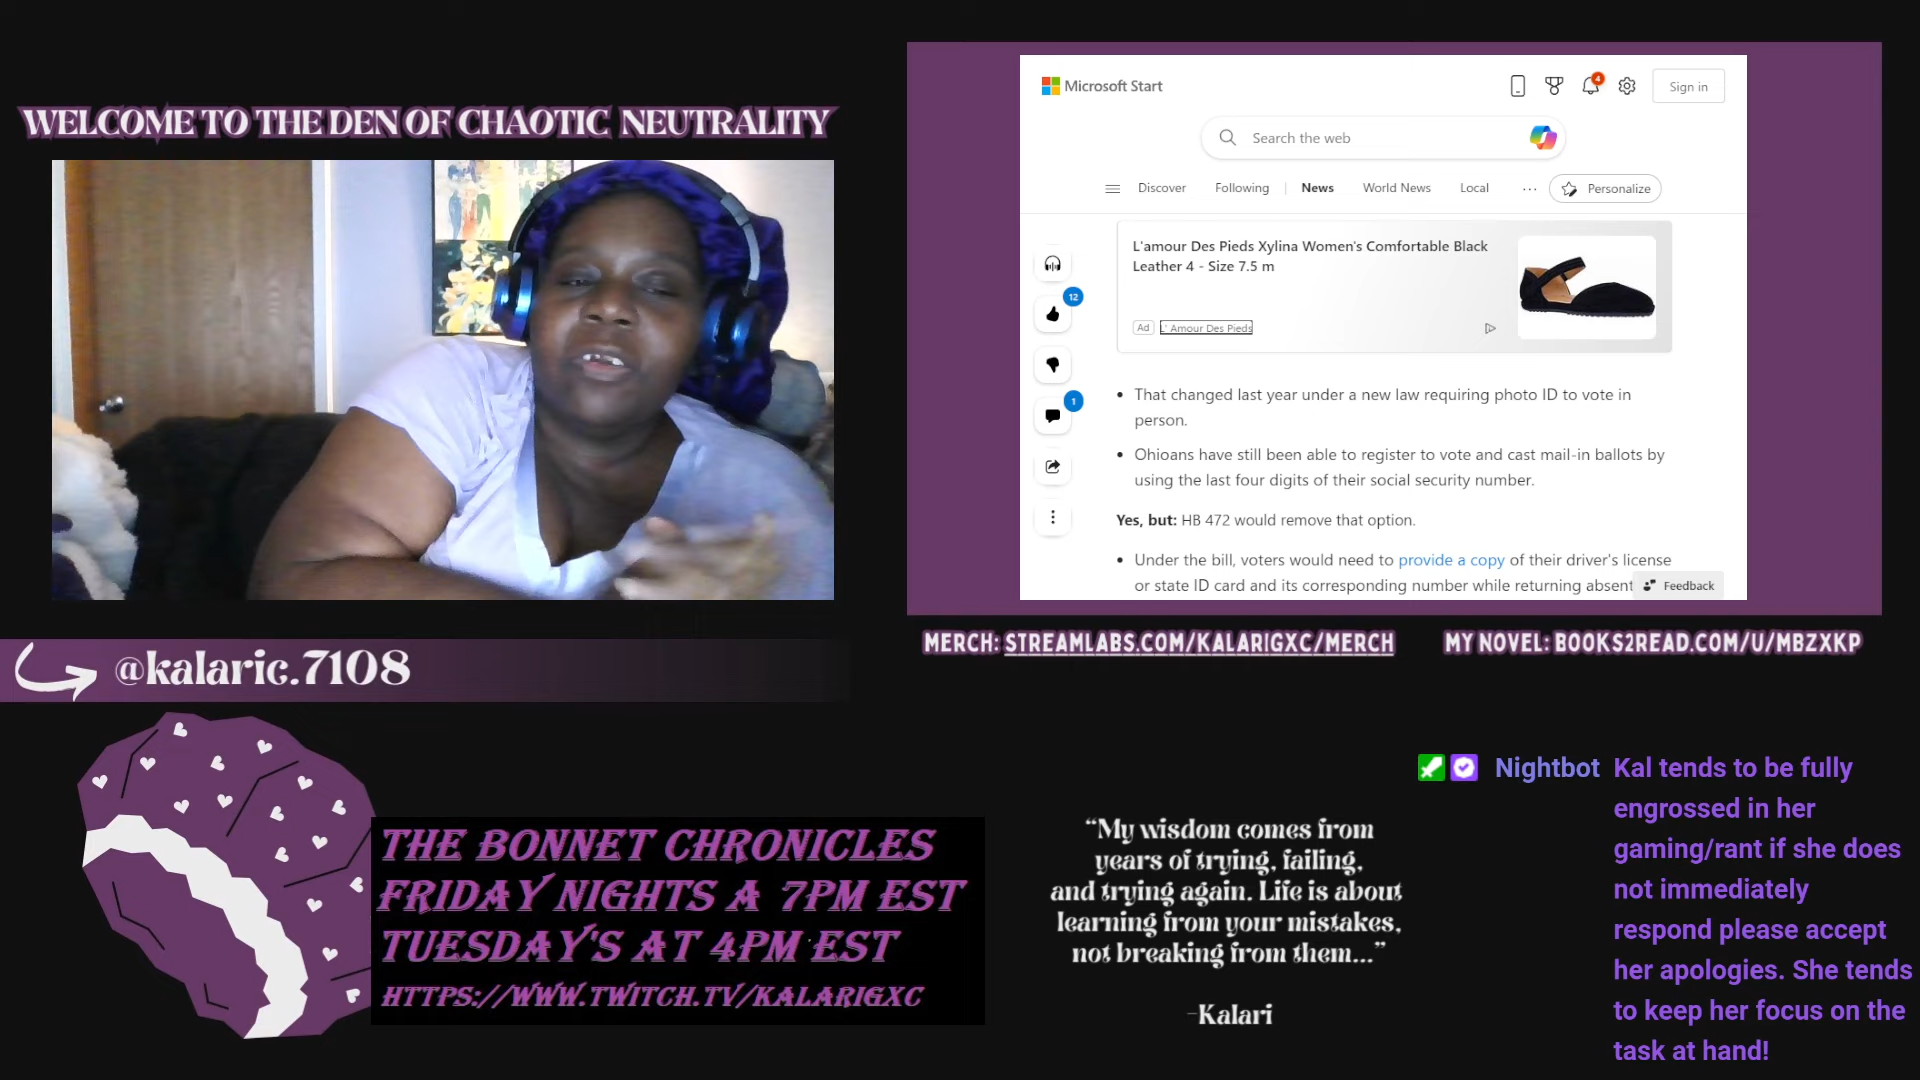 WELCOME TO THE DEN OF CHAOTIC NEUTRALITY
@kalaric.7108
THE BONNET CHRONICLES
FRIDAY NIGHTS A 7PM EST
TUESDAY'S AT 4PM EST
HTTPS://WWW.TWITCH.TV/KALARIGXC
Microsoft Start
4
Sign in
Search the web
Discover
Following
News
World News
Local
...
Personalize
L'amour Des Pieds Xylina Women's Comfortable Black
Leather 4 - Size 7.5 m
Ad L' Amour Des Pieds
12
1
• That changed last year under a new law requiring photo ID to vote in
person.
• Ohioans have still been able to register to vote and cast mail-in ballots by
using the last four digits of their social security number.
Yes, but: HB 472 would remove that option.
• Under the bill, voters would need to provide a copy of their driver's license
or state ID card and its corresponding number while returning absent
Feedback
MERCH: STREAMLABS.COM/KALARIGXC/MERCH
MY NOVEL: BOOKS2READ.COM/U/MBZXKP
“My wisdom comes from
years of trying, failing,
and trying again. Life is about
learning from your mistakes,
not breaking from them...”
-Kalari
Nightbot Kal tends to be fully
engrossed in her
gaming/rant if she does
not immediately
respond please accept
her apologies. She tends
to keep her focus on the
task at hand!